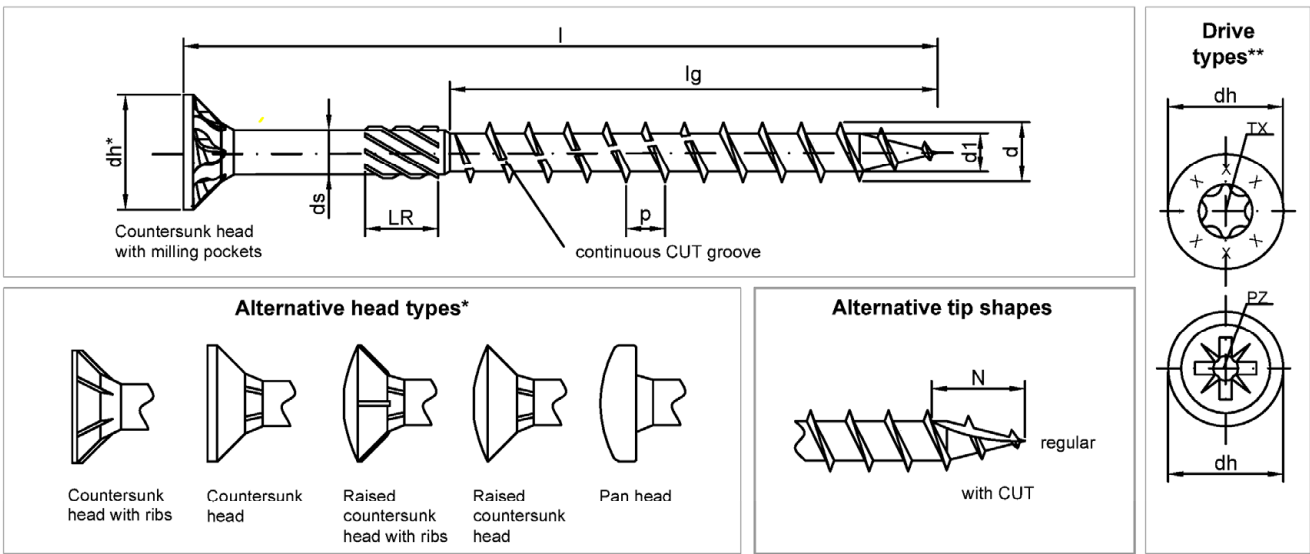 l
lg
dh*
ds
LR
p
d1
d
Countersunk head
with milling pockets
continuous CUT groove
Drive
types**
dh
TX
X
X X
X X
X
PZ
dh
Alternative head types*
Countersunk
head with ribs
Countersunk
head
Raised
countersunk
head with ribs
Raised
countersunk
head
Pan head
Alternative tip shapes
N
regular
with CUT